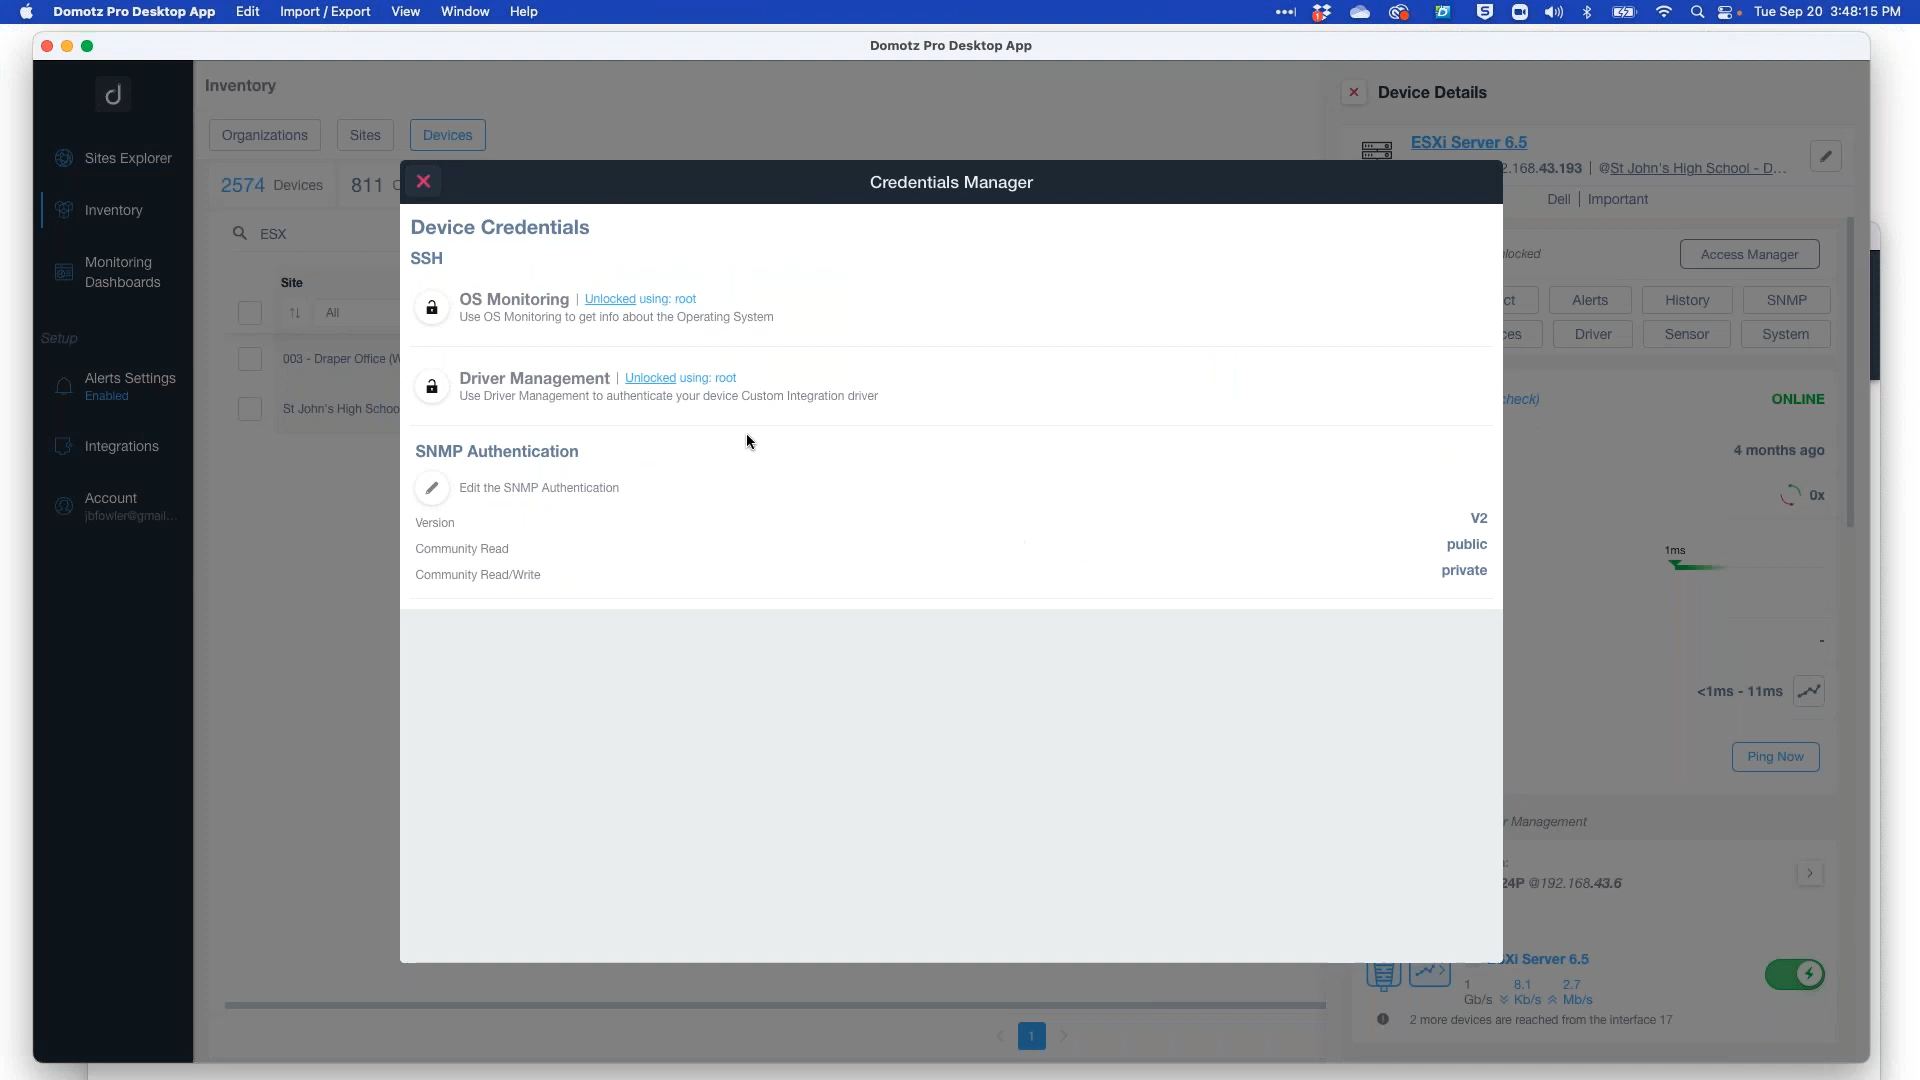 Domotz Pro Desktop App Edit Import / Export View Window Help Tue Sep 20 3:48:15 PM
Domotz Pro Desktop App
Sites Explorer
Inventory
Monitoring
Dashboards
Setup
Alerts Settings
Enabled
Integrations
Account
jbfowler@gmail...
Inventory
Organizations Sites Devices
2574 Devices 811
ESX
Site
All
003 - Draper Office (W
St John's High Schoo
1
Credentials Manager
Device Credentials
SSH
OS Monitoring | Unlocked using: root
Use OS Monitoring to get info about the Operating System
Driver Management | Unlocked using: root
Use Driver Management to authenticate your device Custom Integration driver
SNMP Authentication
Edit the SNMP Authentication
Version V2
Community Read public
Community Read/Write private
Device Details
ESXi Server 6.5
2.168.43.193 | @St John's High School - D...
Dell | Important
locked
Access Manager
ct Alerts History SNMP
ces Driver Sensor System
check) ONLINE
4 months ago
0x
1ms
-
<1ms - 11ms
Ping Now
r Management
24P @192.168.43.6
Xi Server 6.5
1 8.1 2.7
Gb/s Kb/s Mb/s
2 more devices are reached from the interface 17